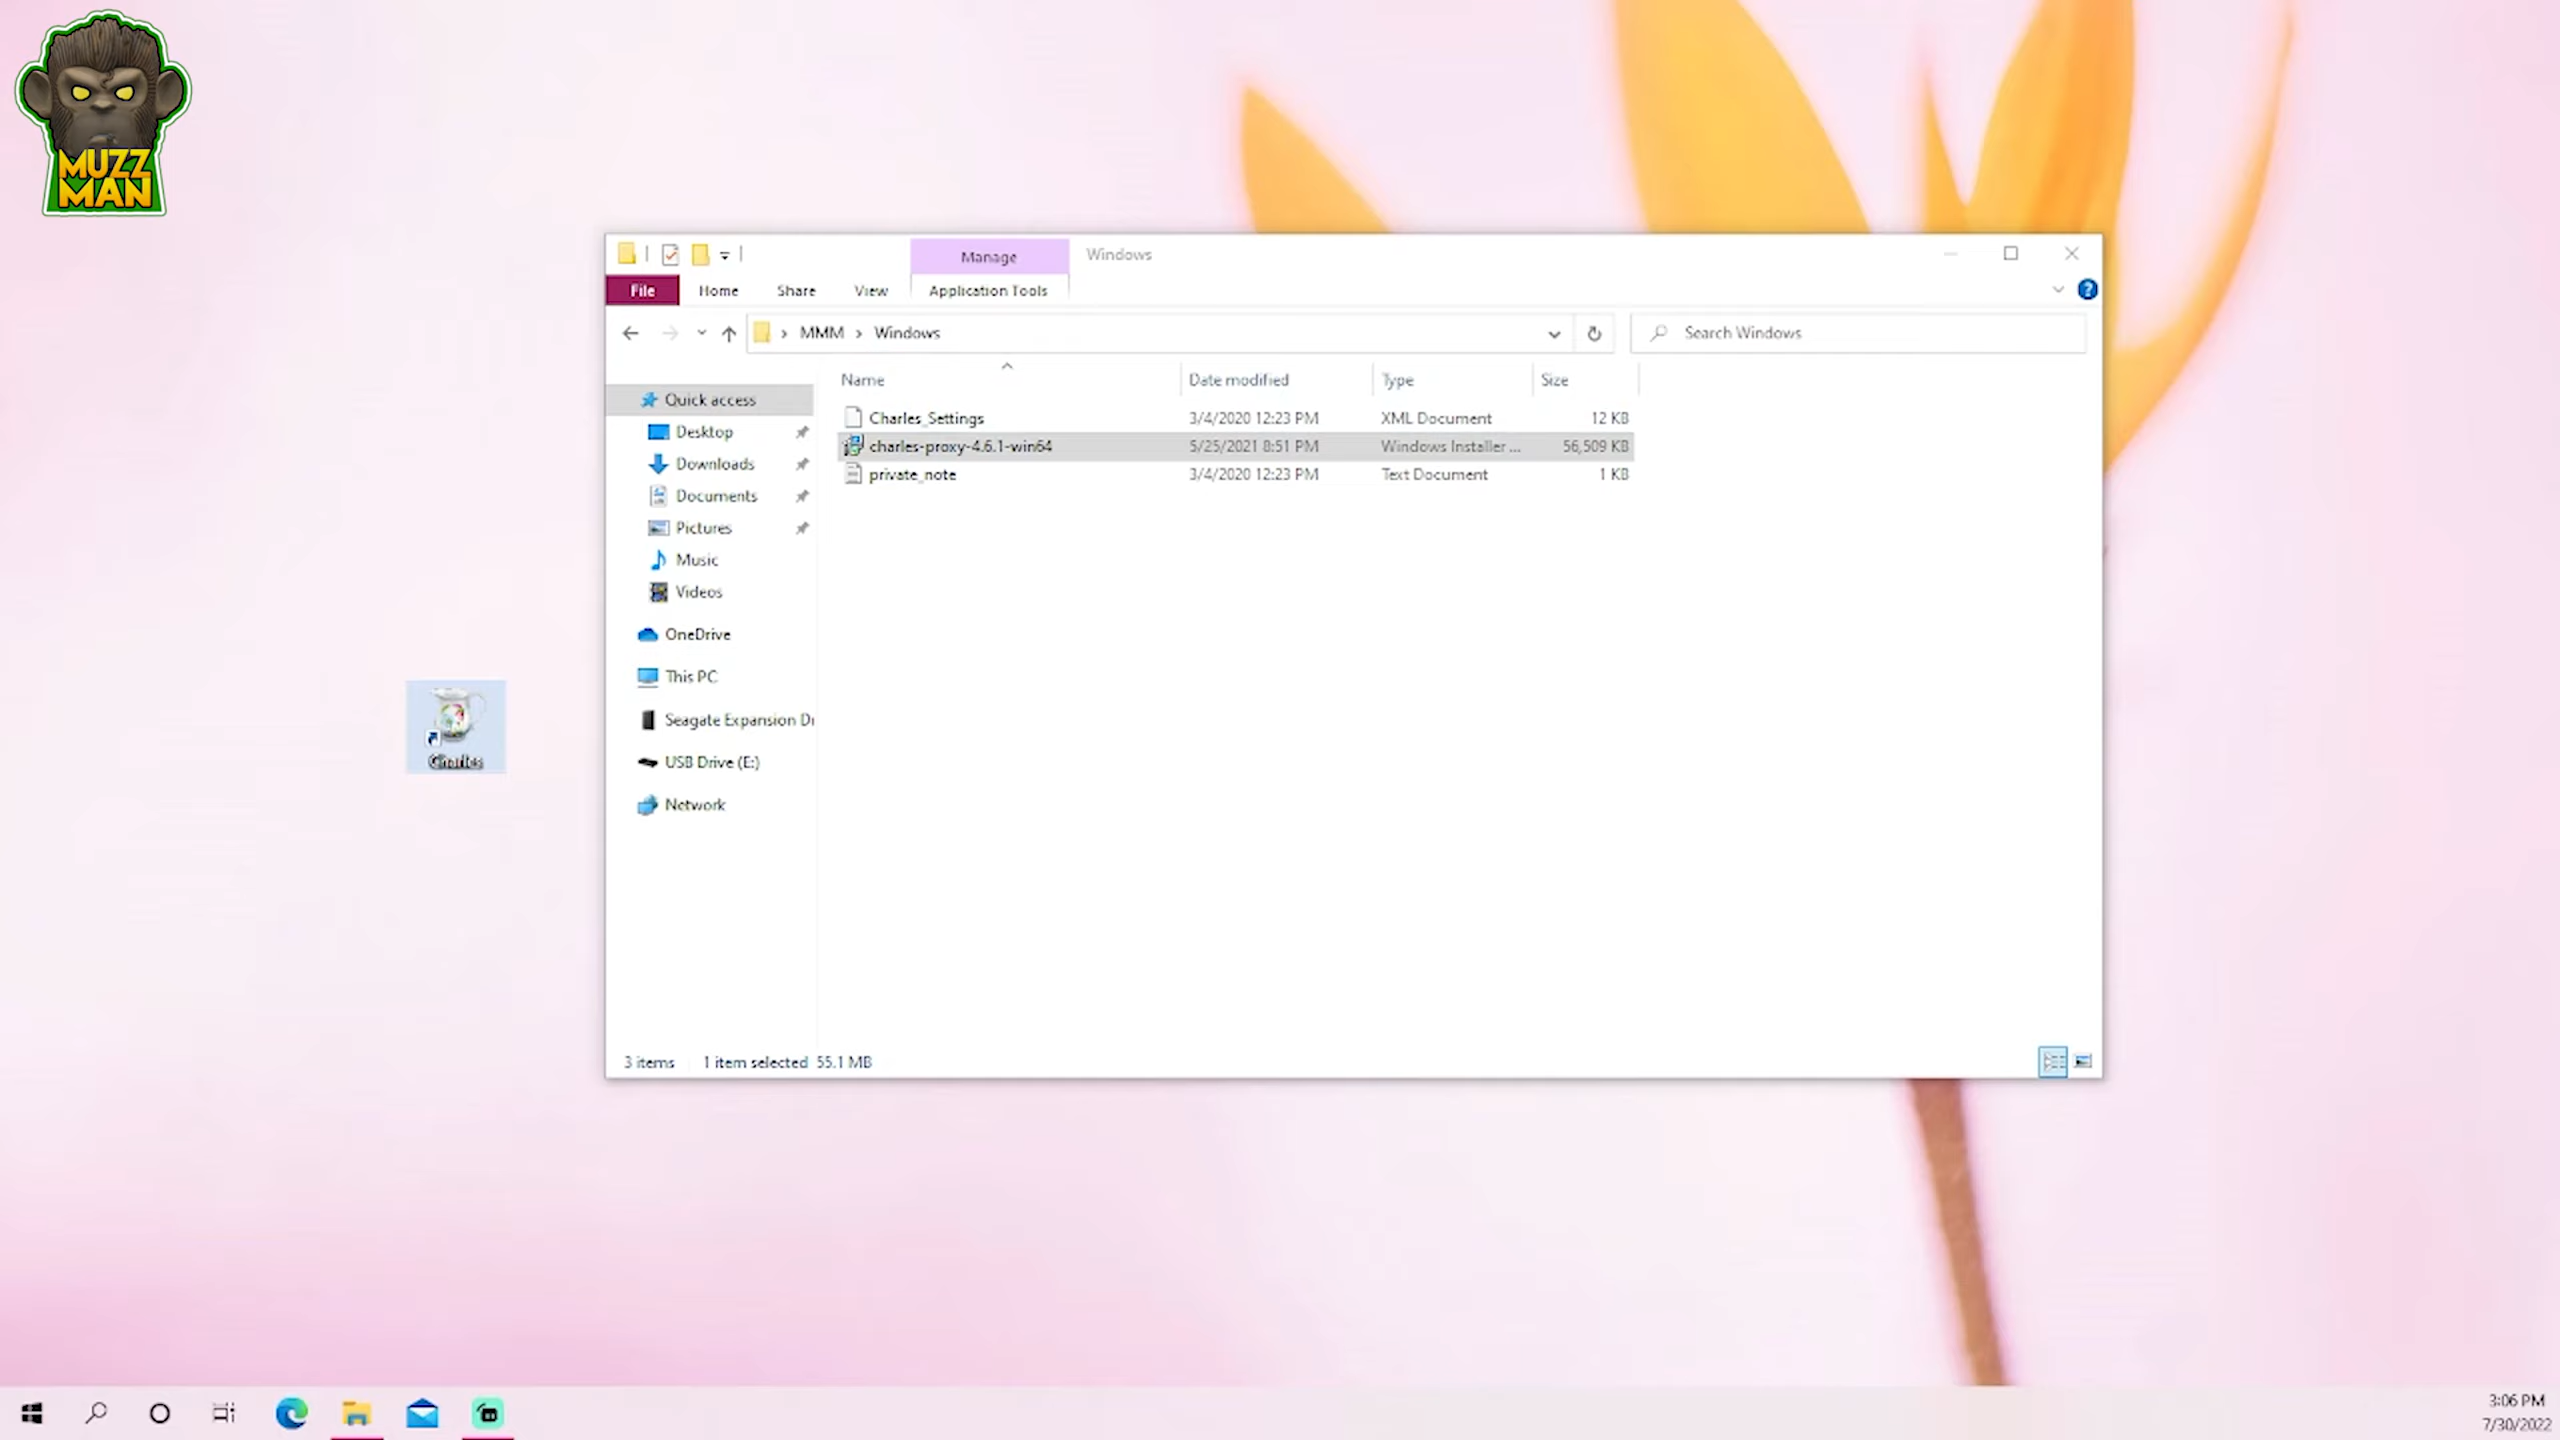 MUZZ
MAN
Manage
Windows
File
Home
Share
View
Application Tools
MMM
Windows
Search Windows
Name
Date modified
Type
Size
Quick access
Desktop
Downloads
Documents
Pictures
Music
Videos
OneDrive
This PC
Seagate Expansion Dr
USB Drive (E:)
Network
Charles_Settings
3/4/2020 12:23 PM
XML Document
12 KB
charles-proxy-4.6.1-win64
5/25/2021 8:51 PM
Windows Installer ...
56,509 KB
private_note
3/4/2020 12:23 PM
Text Document
1 KB
Charles
3 items
1 item selected 55.1 MB
3:06 PM
7/30/2022